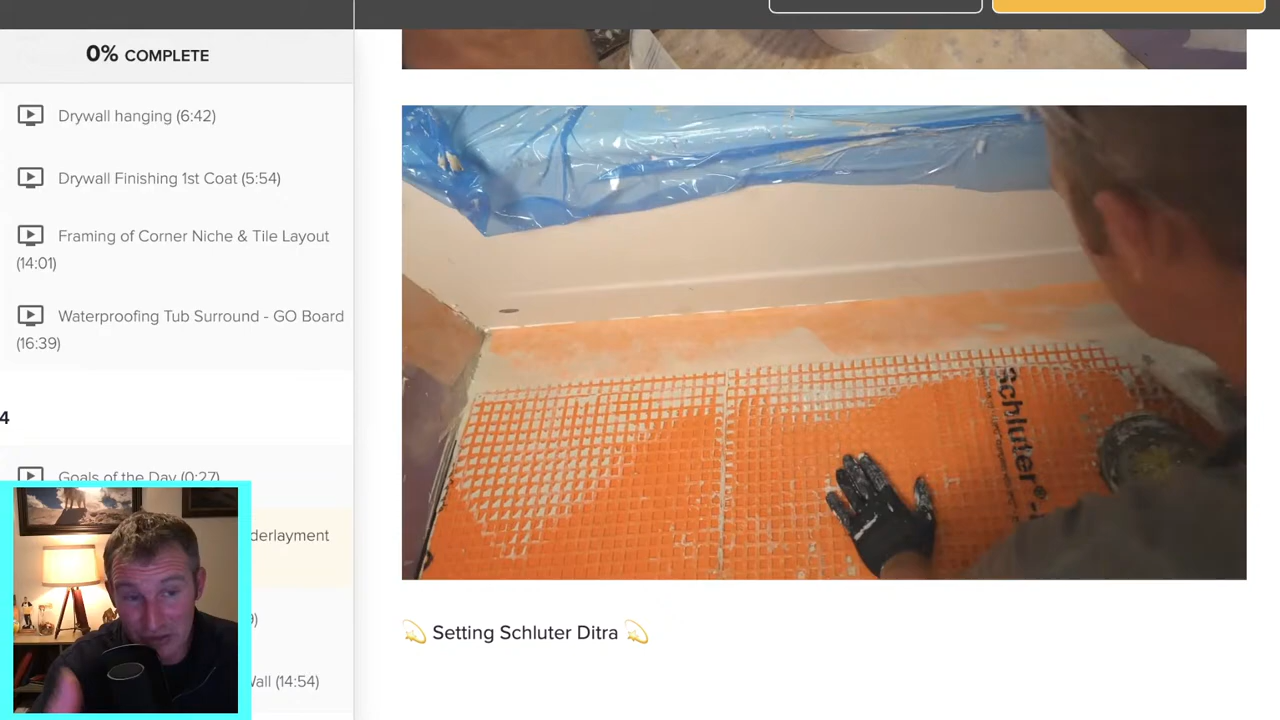 0% COMPLETE
Drywall hanging (6:42)
Drywall Finishing 1st Coat (5:54)
Framing of Corner Niche & Tile Layout
(14:01)
Waterproofing Tub Surround - GO Board
(16:39)
4
Goals of the Day (0:27)
derlayment
9)
Wall (14:54)
Schluter®
💫 Setting Schluter Ditra 💫